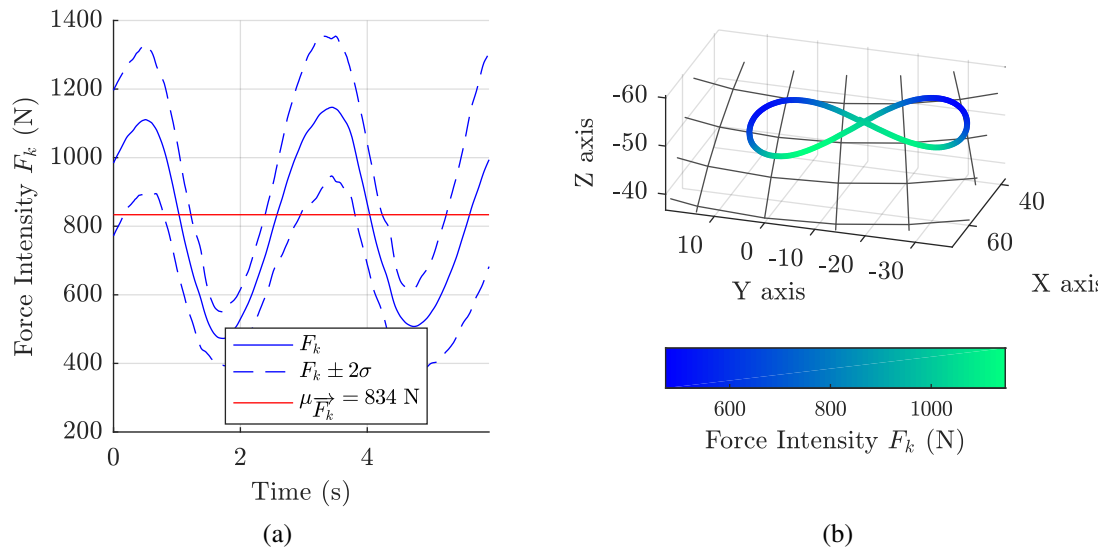 1400
1200
1000
800
600
400
200
0
2
4
Force Intensity F_k (N)
Time (s)
F_k
F_k ± 2σ
μ_{\overrightarrow{F_k}} = 834 N
(a)
-60
-50
-40
Z axis
10
0
-10
-20
-30
Y axis
40
60
X axis
600
800
1000
Force Intensity F_k (N)
(b)